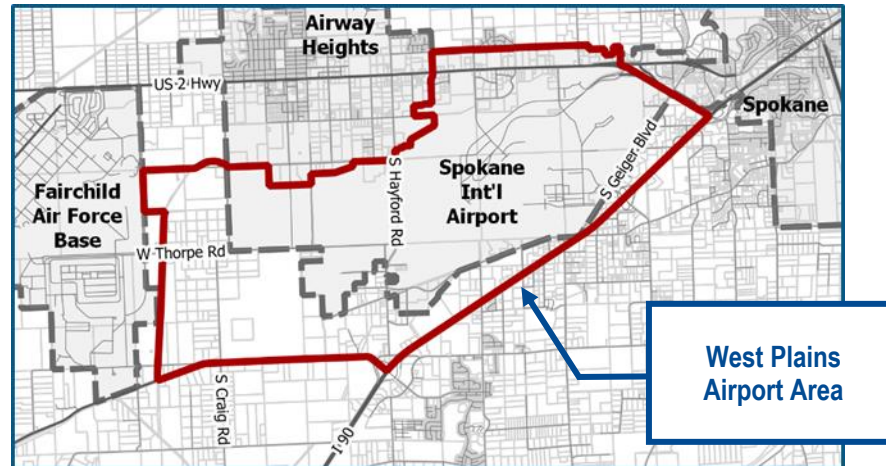 Airway
Heights
US 2 Hwy
Spokane
S Geiger Blvd
S Hayford Rd
Spokane
Int'l
Airport
Fairchild
Air Force
Base
W Thorpe Rd
West Plains
Airport Area
S Craig Rd
I 90